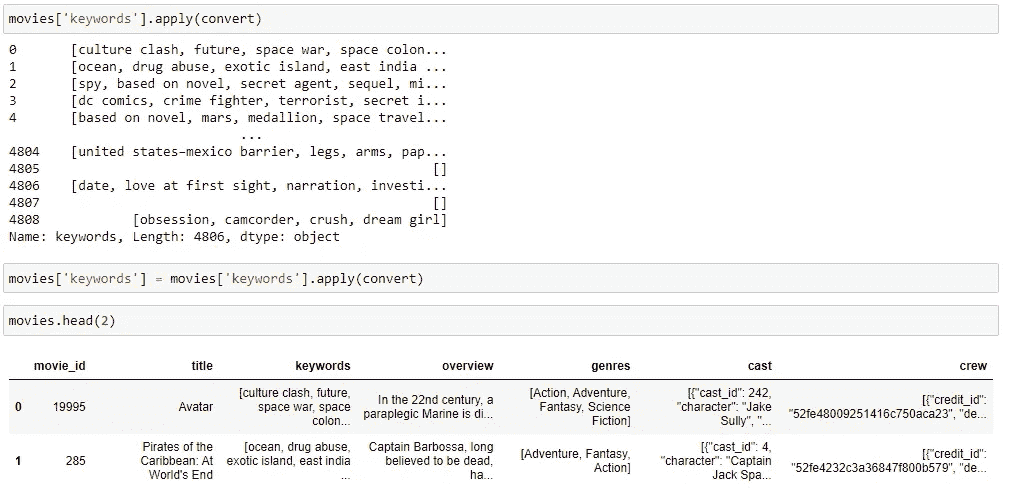 movies['keywords'].apply(convert)
0 [culture clash, future, space war, space colon...
1 [ocean, drug abuse, exotic island, east india ...
2 [spy, based on novel, secret agent, sequel, mi...
3 [dc comics, crime fighter, terrorist, secret i...
4 [based on novel, mars, medallion, space travel...
...
4804 [united states–mexico barrier, legs, arms, pap...
4805 []
4806 [date, love at first sight, narration, investi...
4807 []
4808 [obsession, camcorder, crush, dream girl]
Name: keywords, Length: 4806, dtype: object
movies['keywords'] = movies['keywords'].apply(convert)
movies.head(2)
movie_id title keywords overview genres cast crew
[culture clash, future, [Action, Adventure, [{"cast_id": 242,
0 19995 Avatar space war, space In the 22nd century, a Fantasy, Science "character": "Jake [{"credit_id":
colon... paraplegic Marine is di... Fiction] Sully", "... "52fe48009251416c750aca23", "de...
Pirates of the [ocean, drug abuse, Captain Barbossa, long [{"cast_id": 4,
1 285 Caribbean: At exotic island, east india believed to be dead, [Adventure, Fantasy, "character": "Captain [{"credit_id":
World's End ... ha... Action] Jack Spa... "52fe4232c3a36847f800b579", "de...